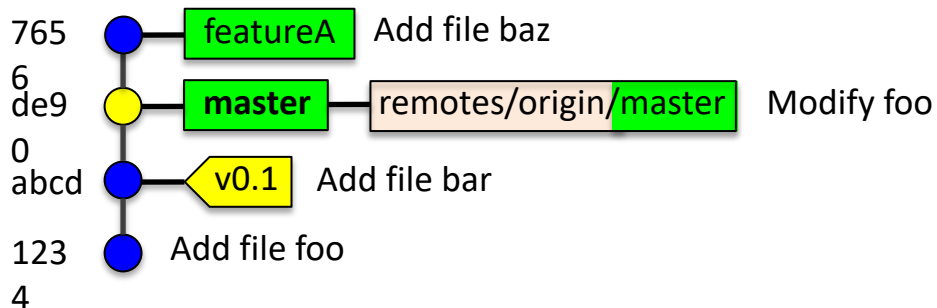 765 featureA Add file baz
6
de9 master remotes/origin/master Modify foo
0
abcd v0.1 Add file bar
123 Add file foo
4